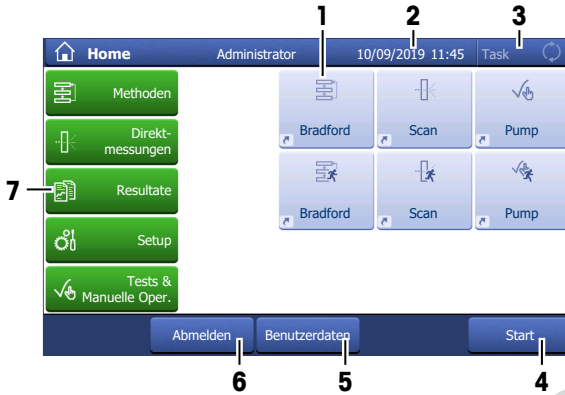 1 2 3
Home Administrator 10/09/2019 11:45 Task
Methoden
Direkt-
messungen
Resultate
Setup
Tests &
Manuelle Oper.
Bradford Scan Pump
Bradford Scan Pump
7
Abmelden Benutzerdaten Start
6 5 4